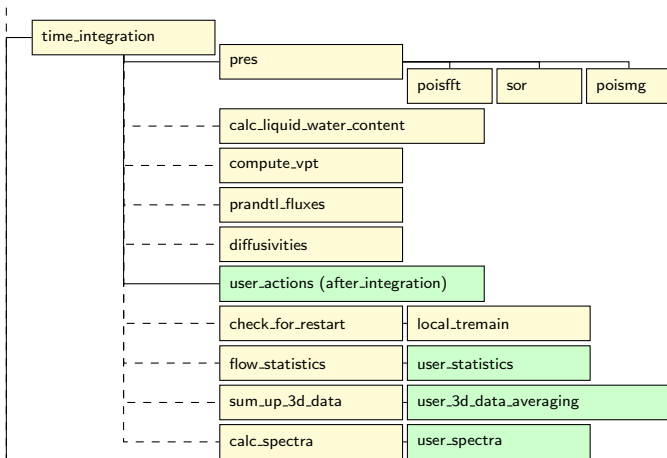 time_integration
pres
poisfft
sor
poismg
calc_liquid_water_content
compute_vpt
prandtl_fluxes
diffusivities
user_actions (after_integration)
check_for_restart
local_tremain
flow_statistics
user_statistics
sum_up_3d_data
user_3d_data_averaging
calc_spectra
user_spectra